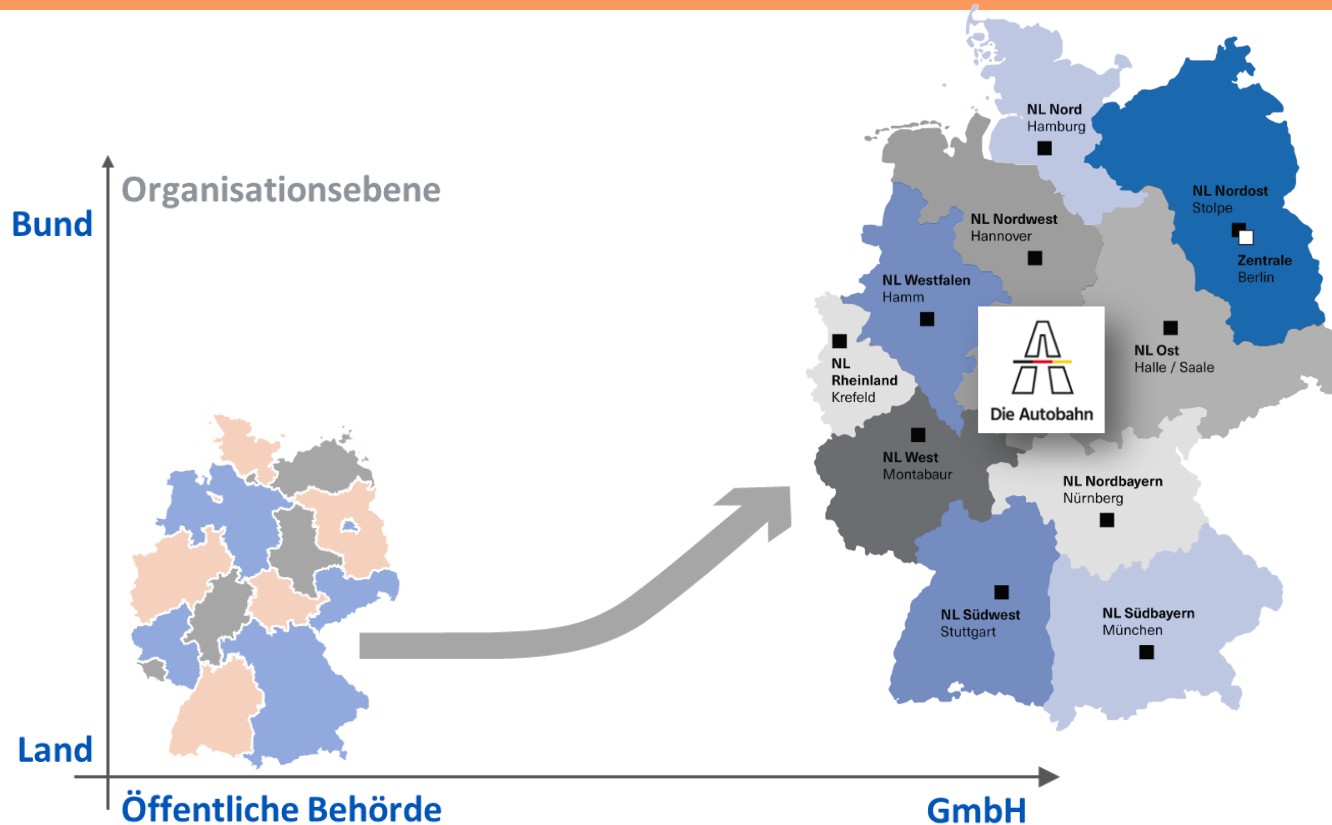 Organisationsebene
Bund
Land
Öffentliche Behörde
GmbH
NL Nord
Hamburg
NL Nordost
Stolpe
Zentrale
Berlin
NL Nordwest
Hannover
NL Westfalen
Hamm
NL Ost
Halle / Saale
NL
Rheinland
Krefeld
Die Autobahn
NL West
Montabaur
NL Nordbayern
Nürnberg
NL Südwest
Stuttgart
NL Südbayern
München